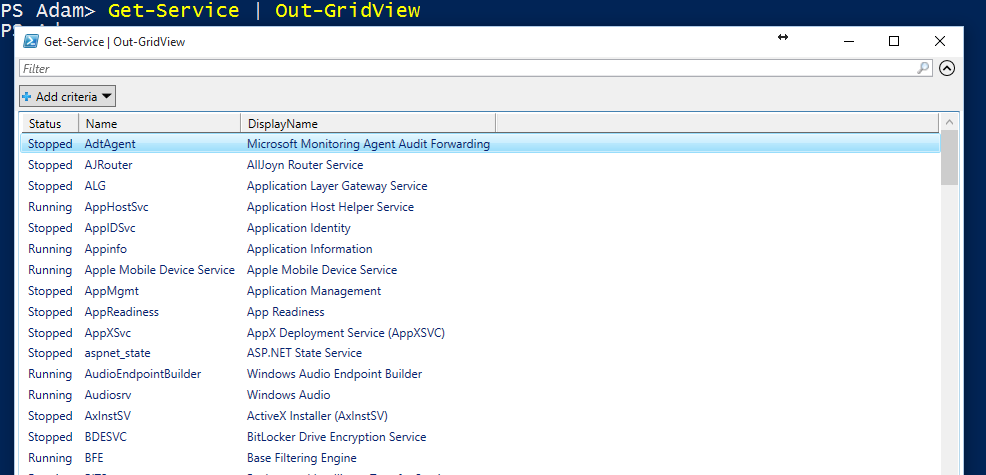 PS Adam> Get-Service | Out-GridView
Get-Service | Out-GridView
Filter
Add criteria
Status Name DisplayName
Stopped AdtAgent Microsoft Monitoring Agent Audit Forwarding
Stopped AJRouter AllJoyn Router Service
Stopped ALG Application Layer Gateway Service
Running AppHostSvc Application Host Helper Service
Stopped AppIDSvc Application Identity
Running Appinfo Application Information
Running Apple Mobile Device Service Apple Mobile Device Service
Stopped AppMgmt Application Management
Stopped AppReadiness App Readiness
Stopped AppXSvc AppX Deployment Service (AppXSVC)
Stopped aspnet_state ASP.NET State Service
Running AudioEndpointBuilder Windows Audio Endpoint Builder
Running Audiosrv Windows Audio
Stopped AxInstSV ActiveX Installer (AxInstSV)
Stopped BDESVC BitLocker Drive Encryption Service
Running BFE Base Filtering Engine